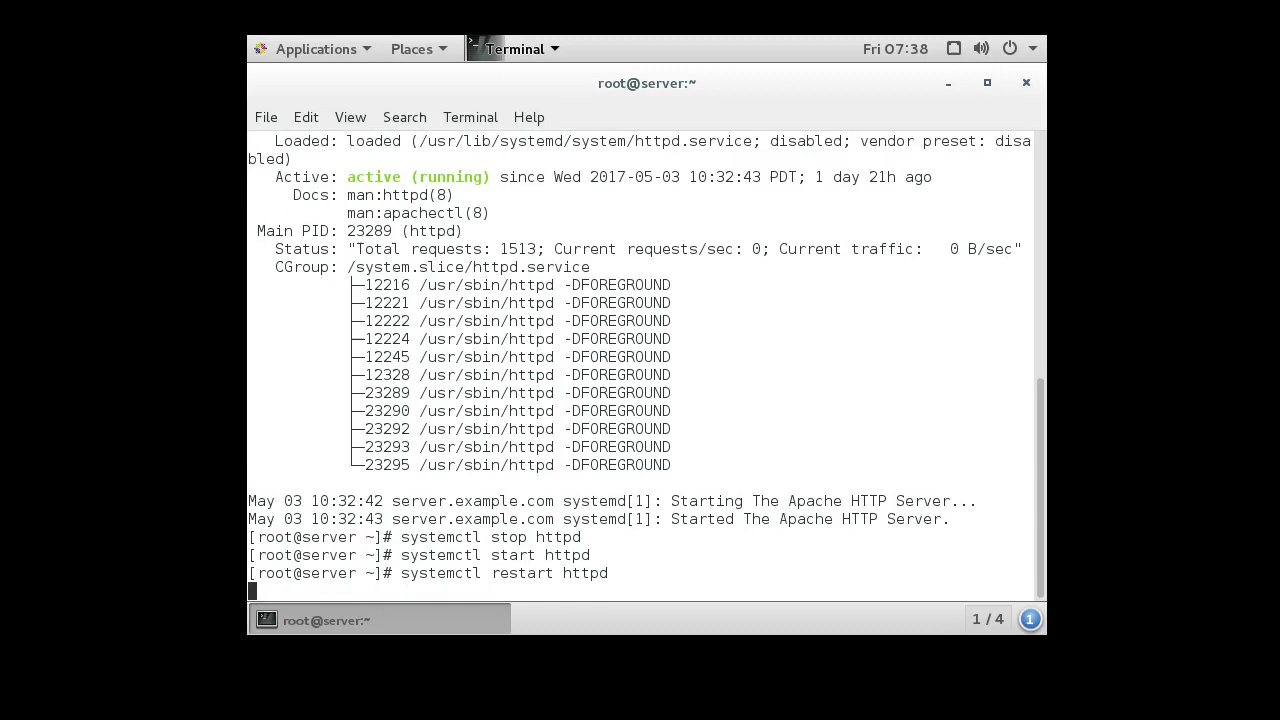 Applications Places Terminal Fri 07:38
root@server:~
File Edit View Search Terminal Help
Loaded: loaded (/usr/lib/systemd/system/httpd.service; disabled; vendor preset: disa
bled)
Active: active (running) since Wed 2017-05-03 10:32:43 PDT; 1 day 21h ago
Docs: man:httpd(8)
man:apachectl(8)
Main PID: 23289 (httpd)
Status: "Total requests: 1513; Current requests/sec: 0; Current traffic:   0 B/sec"
CGroup: /system.slice/httpd.service
├─12216 /usr/sbin/httpd -DFOREGROUND
├─12221 /usr/sbin/httpd -DFOREGROUND
├─12222 /usr/sbin/httpd -DFOREGROUND
├─12224 /usr/sbin/httpd -DFOREGROUND
├─12245 /usr/sbin/httpd -DFOREGROUND
├─12328 /usr/sbin/httpd -DFOREGROUND
├─23289 /usr/sbin/httpd -DFOREGROUND
├─23290 /usr/sbin/httpd -DFOREGROUND
├─23292 /usr/sbin/httpd -DFOREGROUND
├─23293 /usr/sbin/httpd -DFOREGROUND
└─23295 /usr/sbin/httpd -DFOREGROUND
May 03 10:32:42 server.example.com systemd[1]: Starting The Apache HTTP Server...
May 03 10:32:43 server.example.com systemd[1]: Started The Apache HTTP Server.
[root@server ~]# systemctl stop httpd
[root@server ~]# systemctl start httpd
[root@server ~]# systemctl restart httpd
root@server:~ 1 / 4 1